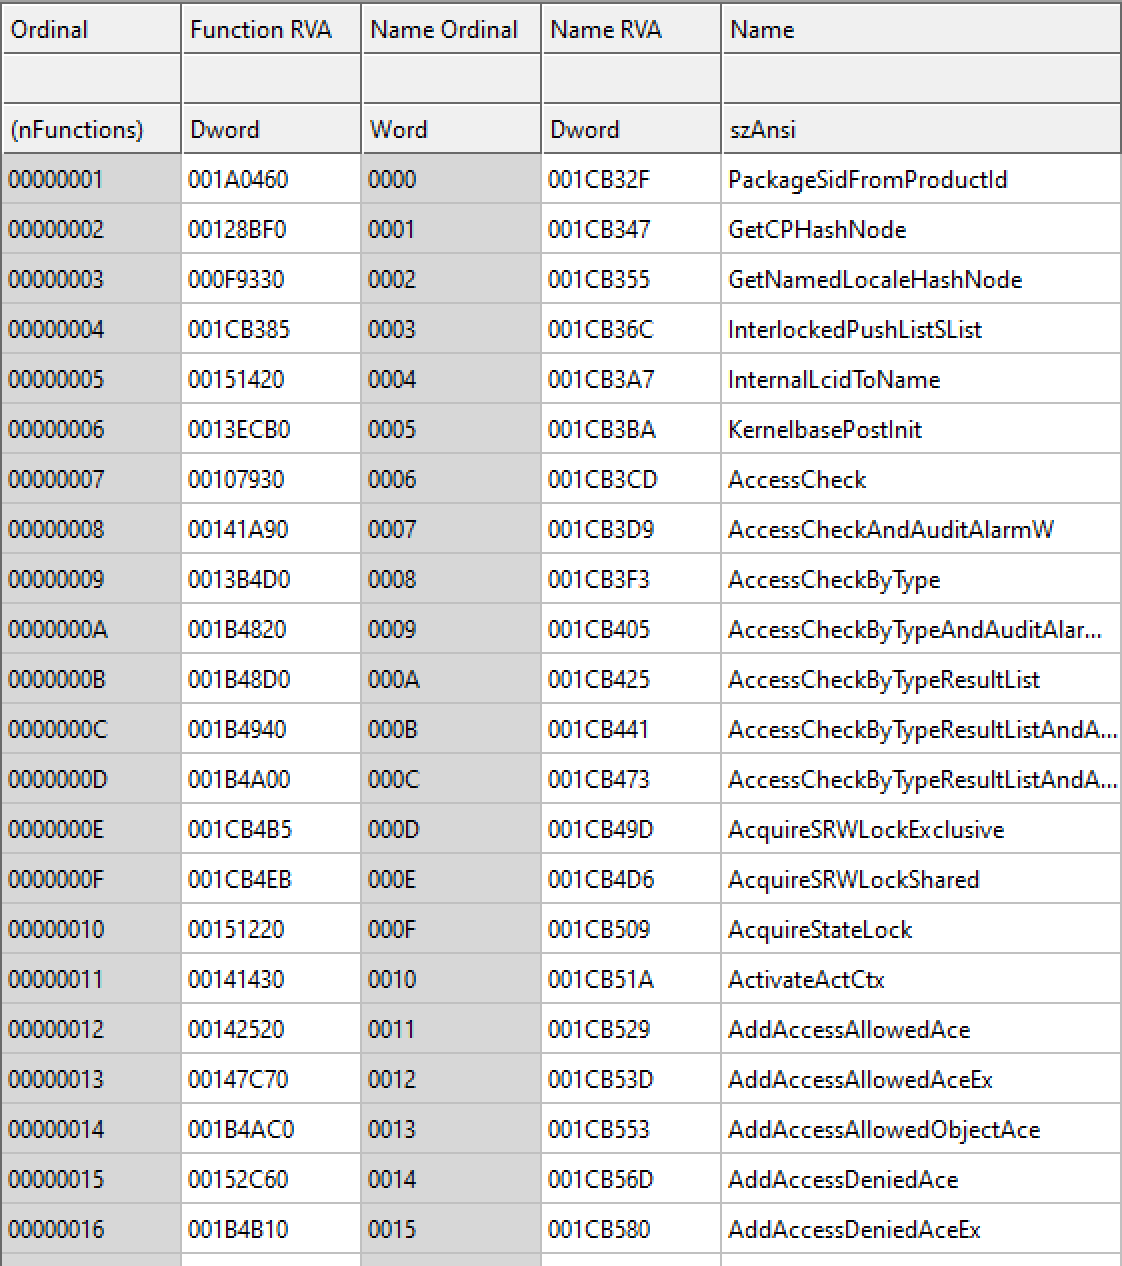 Ordinal Function RVA Name Ordinal Name RVA Name
(nFunctions) Dword Word Dword szAnsi
00000001 001A0460 0000 001CB32F PackageSidFromProductId
00000002 00128BF0 0001 001CB347 GetCPHashNode
00000003 000F9330 0002 001CB355 GetNamedLocaleHashNode
00000004 001CB385 0003 001CB36C InterlockedPushListSList
00000005 00151420 0004 001CB3A7 InternalLcidToName
00000006 0013ECB0 0005 001CB3BA KernelbasePostInit
00000007 00107930 0006 001CB3CD AccessCheck
00000008 00141A90 0007 001CB3D9 AccessCheckAndAuditAlarmW
00000009 0013B4D0 0008 001CB3F3 AccessCheckByType
0000000A 001B4820 0009 001CB405 AccessCheckByTypeAndAuditAlar...
0000000B 001B48D0 000A 001CB425 AccessCheckByTypeResultList
0000000C 001B4940 000B 001CB441 AccessCheckByTypeResultListAndA...
0000000D 001B4A00 000C 001CB473 AccessCheckByTypeResultListAndA...
0000000E 001CB4B5 000D 001CB49D AcquireSRWLockExclusive
0000000F 001CB4EB 000E 001CB4D6 AcquireSRWLockShared
00000010 00151220 000F 001CB509 AcquireStateLock
00000011 00141430 0010 001CB51A ActivateActCtx
00000012 00142520 0011 001CB529 AddAccessAllowedAce
00000013 00147C70 0012 001CB53D AddAccessAllowedAceEx
00000014 001B4AC0 0013 001CB553 AddAccessAllowedObjectAce
00000015 00152C60 0014 001CB56D AddAccessDeniedAce
00000016 001B4B10 0015 001CB580 AddAccessDeniedAceEx